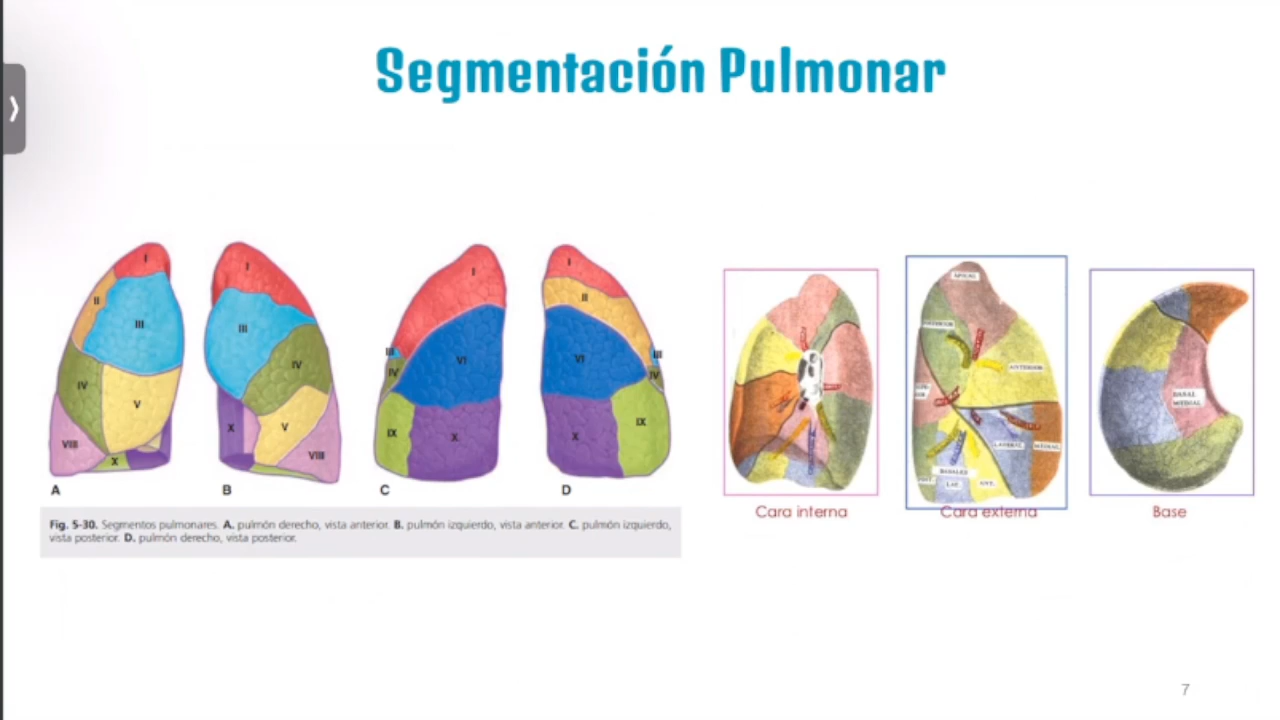 Segmentación Pulmonar
I
II
III
IV
V
VIII
X
A
I
III
IV
X
V
VIII
B
I
III
IV
VI
IX
X
C
I
II
VI
III
IV
IX
X
D
Fig. 5-30. Segmentos pulmonares. A. pulmón derecho, vista anterior. B. pulmón izquierdo, vista anterior. C. pulmón izquierdo,
vista posterior. D. pulmón derecho, vista posterior.
Cara interna
APICAL
ANTERIOR
LATERAL
MEDIAL
BASALES
LAT.
ANT.
Cara externa
BASAL
MEDIAL
Base
7